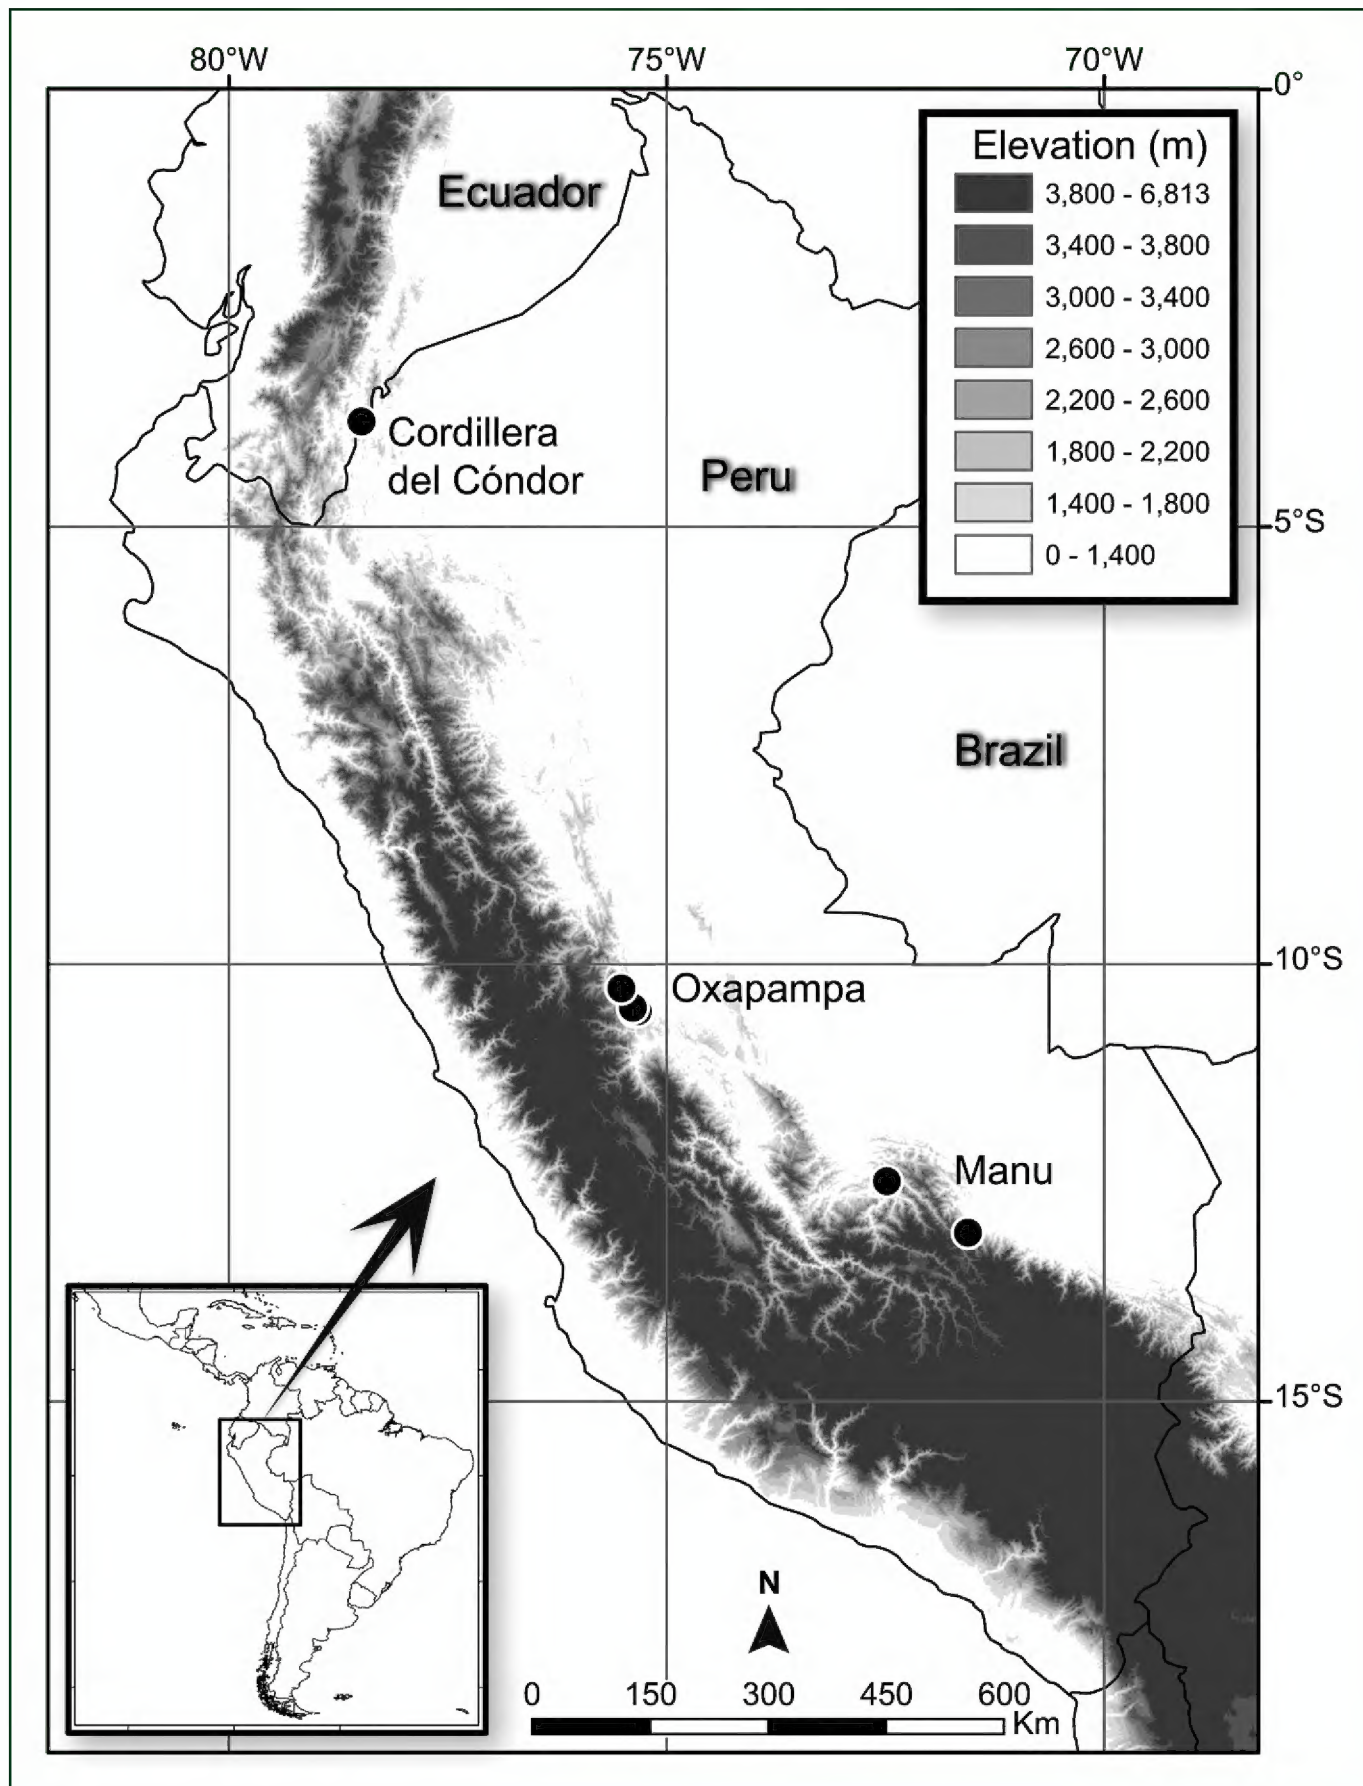 80°W
75°W
70°W
0°
Elevation (m)
3,800 - 6,813
3,400 - 3,800
3,000 - 3,400
2,600 - 3,000
2,200 - 2,600
1,800 - 2,200
1,400 - 1,800
0 - 1,400
Ecuador
Cordillera
del Cóndor
Peru
5°S
Brazil
10°S
Oxapampa
Manu
15°S
N
0 150 300 450 600
Km